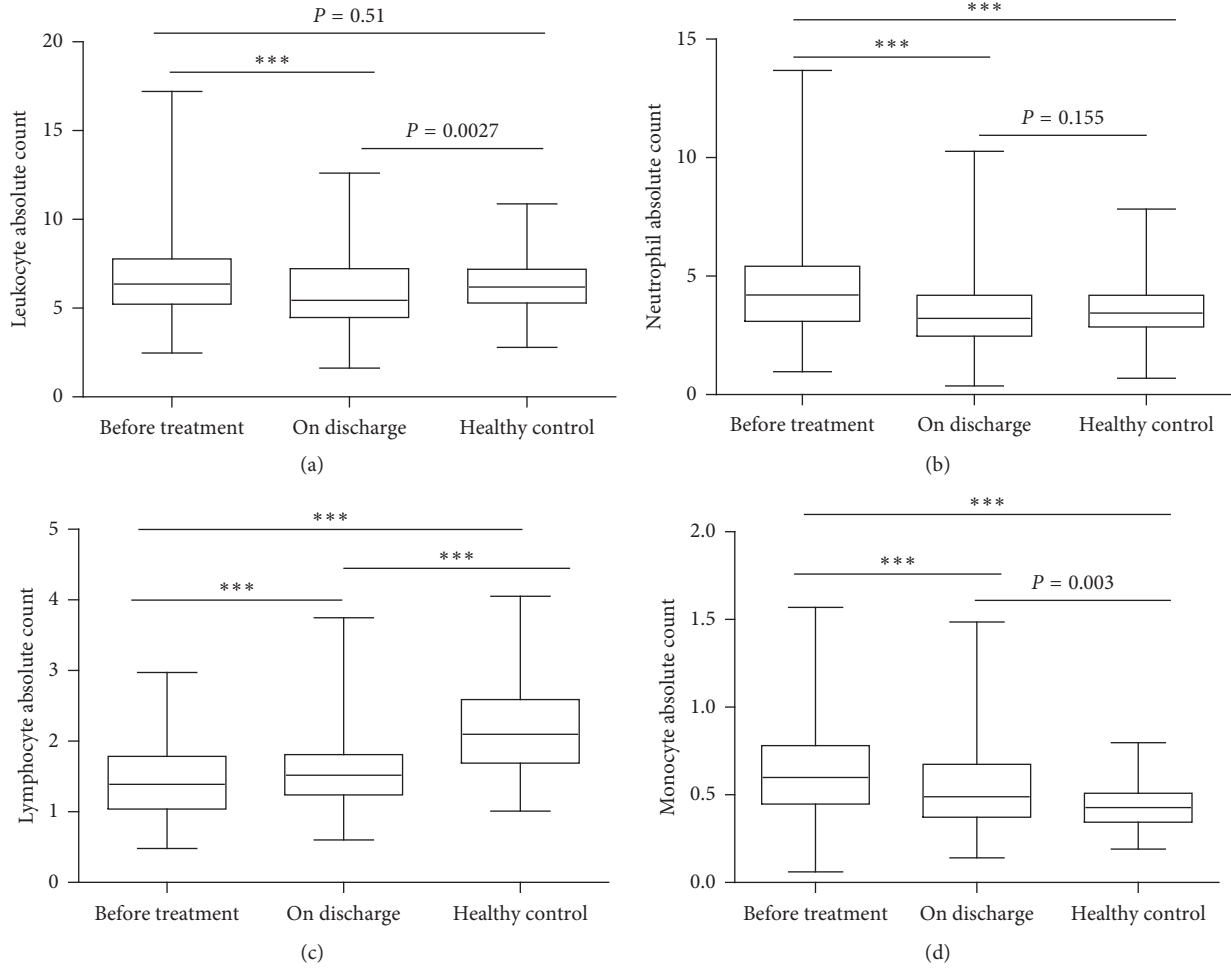 P = 0.51
***
P = 0.0027
20
15
10
5
0
Leukocyte absolute count
Before treatment On discharge Healthy control
(a)
***
***
P = 0.155
15
10
5
0
Neutrophil absolute count
Before treatment On discharge Healthy control
(b)
***
***
***
5
4
3
2
1
0
Lymphocyte absolute count
Before treatment On discharge Healthy control
(c)
***
***
P = 0.003
2.0
1.5
1.0
0.5
0.0
Monocyte absolute count
Before treatment On discharge Healthy control
(d)